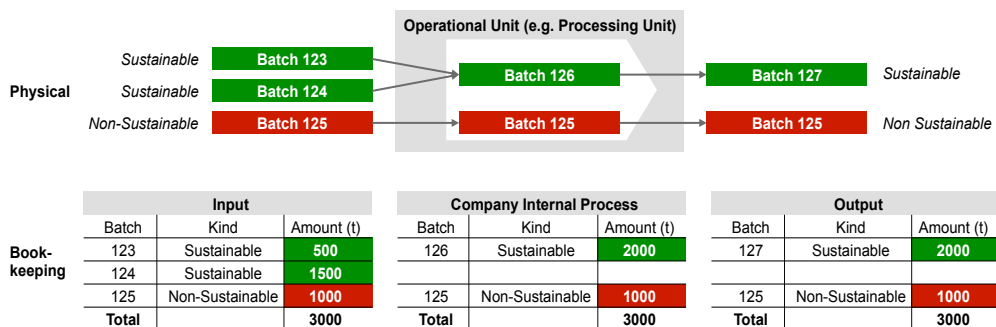 Operational Unit (e.g. Processing Unit)
Sustainable Batch 123
Batch 126 Batch 127 Sustainable
Physical Sustainable Batch 124
Non-Sustainable Batch 125 Batch 125 Batch 125 Non Sustainable
Input Company Internal Process Output
Batch Kind Amount (t) Batch Kind Amount (t) Batch Kind Amount (t)
Book-
keeping
123 Sustainable 500 126 Sustainable 2000 127 Sustainable 2000
124 Sustainable 1500
125 Non-Sustainable 1000 125 Non-Sustainable 1000 125 Non-Sustainable 1000
Total 3000 3000 Total 3000